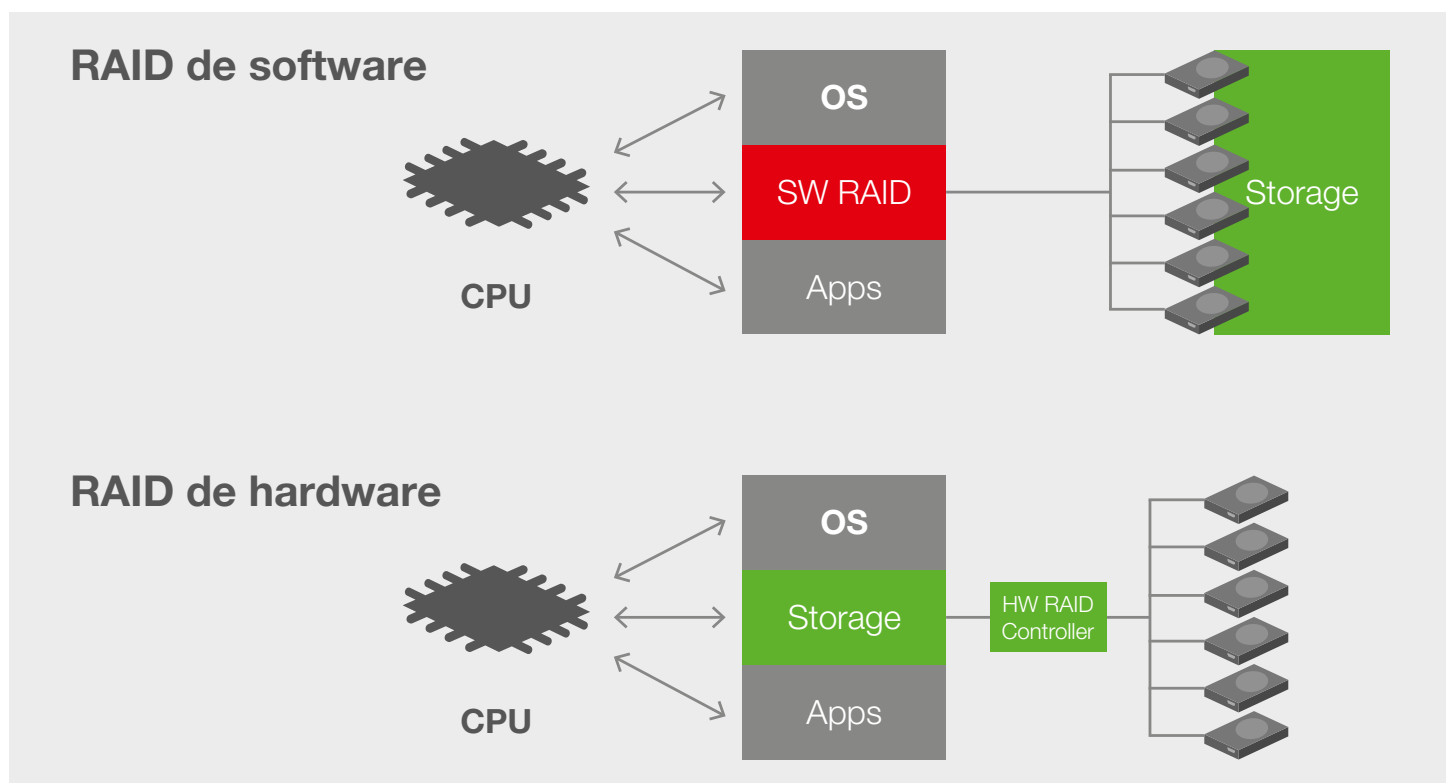 RAID de software
OS
SW RAID
Apps
CPU
Storage
RAID de hardware
OS
Storage
Apps
CPU
HW RAID
Controller